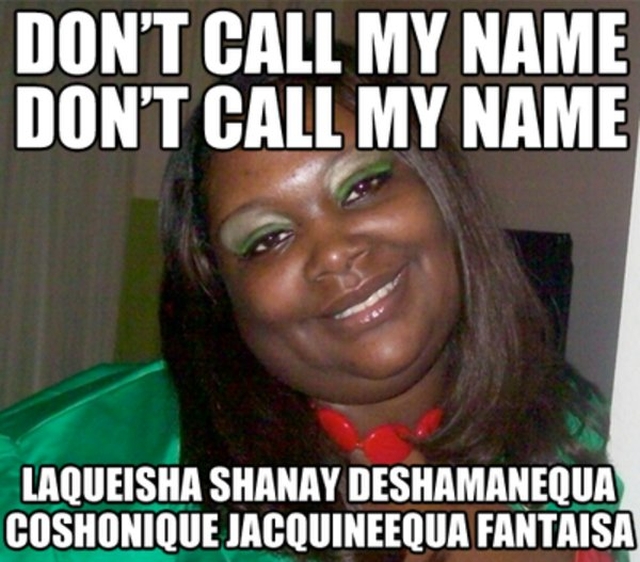 DON'T CALL MY NAME
DON'T CALL MY NAME
LAQUEISHA SHANAY DESHAMANEQUA
COSHONIQUE JACQUINEEQUA FANTAISA